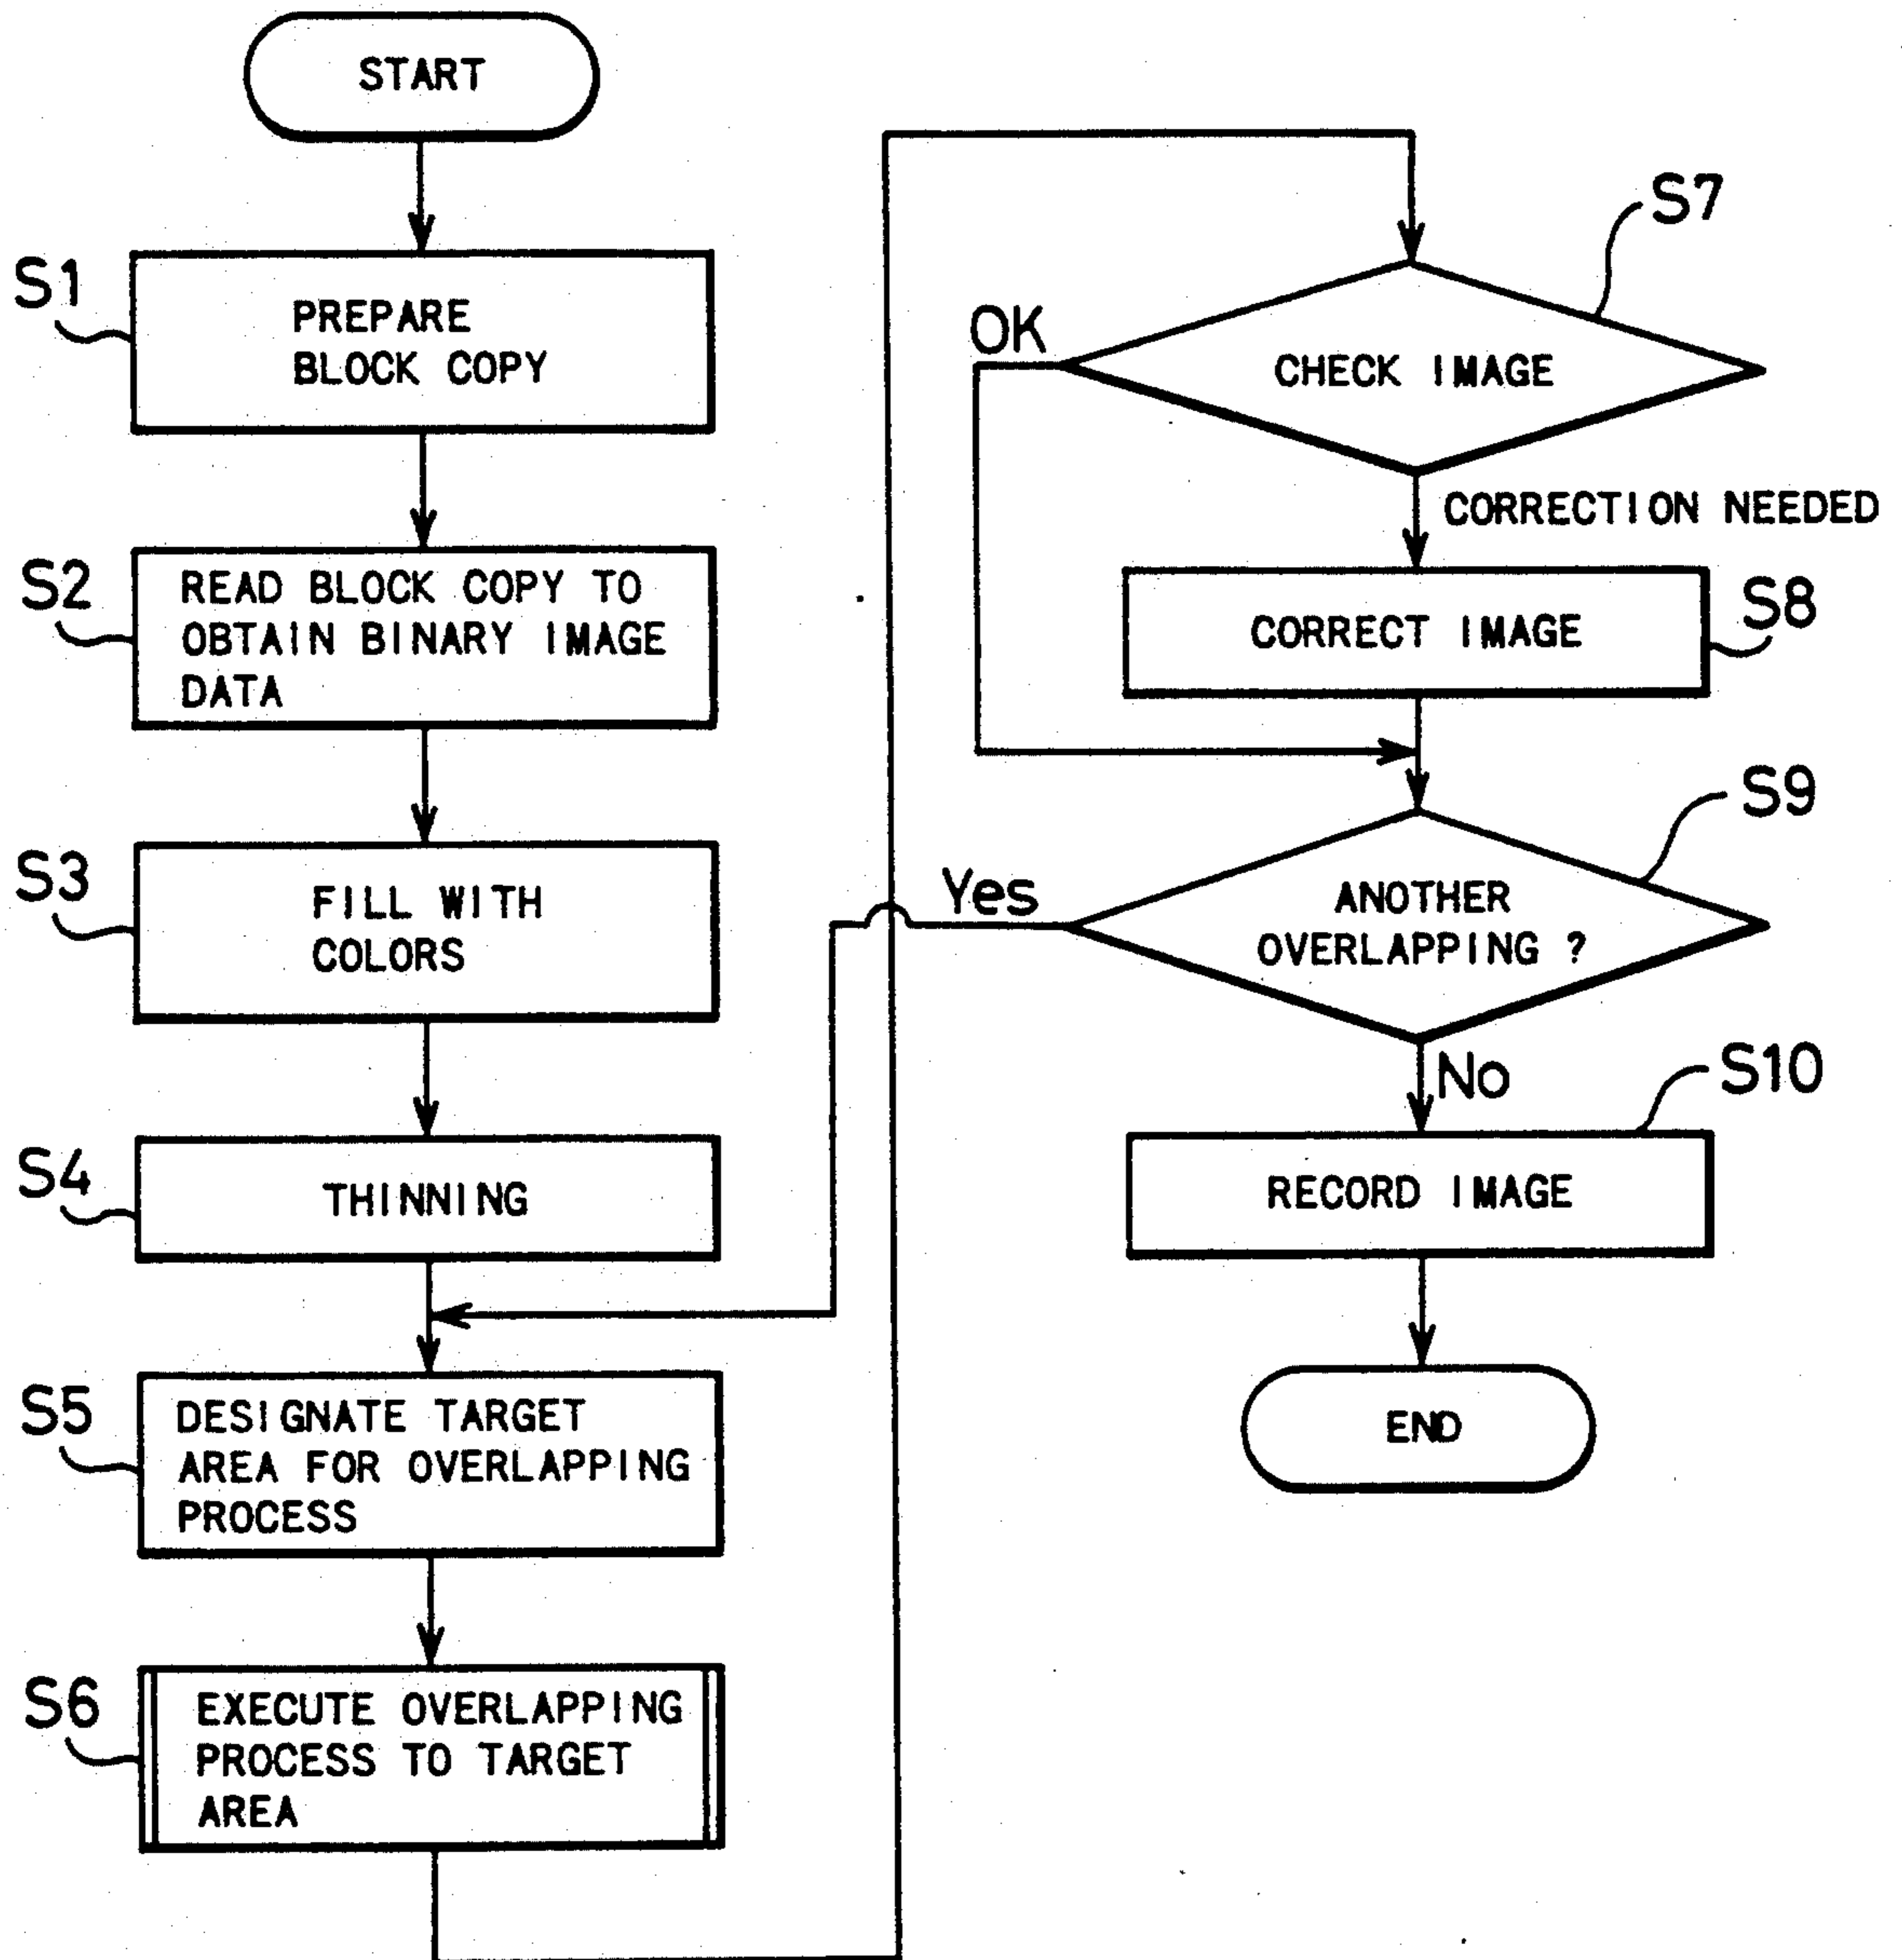 START
S1
PREPARE
BLOCK COPY
S2
READ BLOCK COPY TO
OBTAIN BINARY IMAGE
DATA
S3
FILL WITH
COLORS
S4
THINNING
S5
DESIGNATE TARGET
AREA FOR OVERLAPPING
PROCESS
S6
EXECUTE OVERLAPPING
PROCESS TO TARGET
AREA
S7
OK
CHECK IMAGE
CORRECTION NEEDED
S8
CORRECT IMAGE
S9
Yes
ANOTHER
OVERLAPPING ?
No
S10
RECORD IMAGE
END